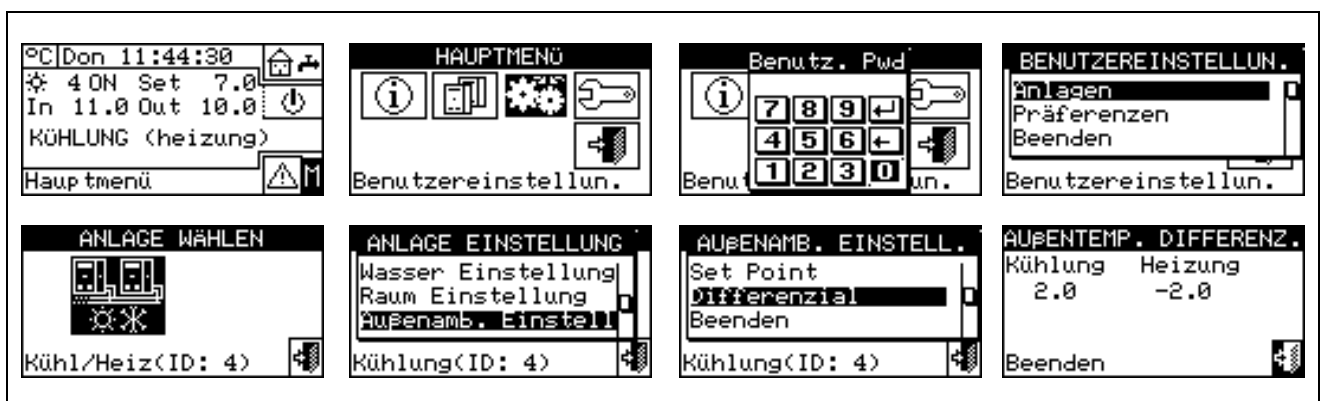 ºC Don 11:44:30
4 ON Set 7.0
In 11.0 Out 10.0
KÜHLUNG (heizung)
Hauptmenü M
HAUPTMENÜ
i
Benutzereinstellun.
Benutz. Pwd
i
7 8 9
4 5 6
1 2 3 0
Benu un.
BENUTZEREINSTELLUN.
Anlagen
Präferenzen
Beenden
Benutzereinstellun.
ANLAGE WÄHLEN
Kühl/Heiz(ID: 4)
ANLAGE EINSTELLUNG
Wasser Einstellung
Raum Einstellung
Außenamb. Einstell
Kühlung(ID: 4)
AUßENAMB. EINSTELL.
Set Point
Differenzial
Beenden
Kühlung(ID: 4)
AUßENTEMP. DIFFERENZ.
Kühlung Heizung
2.0 -2.0
Beenden